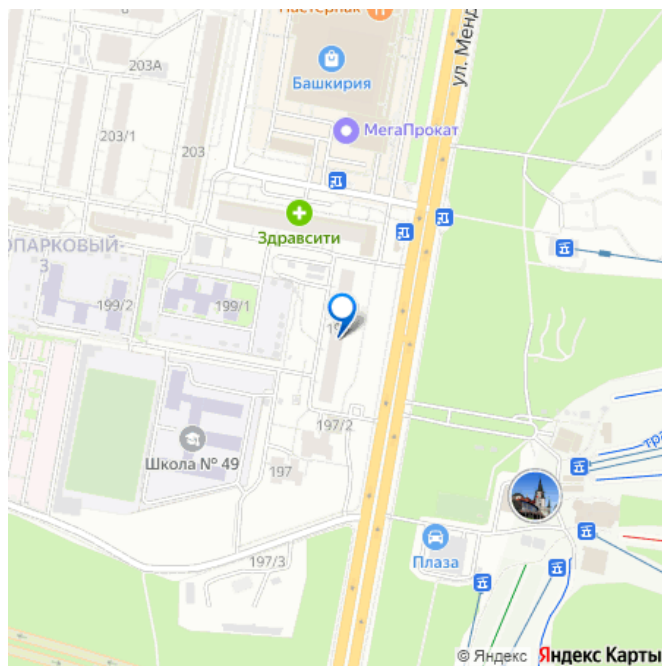 Пастернак
ул. Менд
203А
Башкирия
203/1
МегаПрокат
203
Здравсити
ОПАРКОВЫЙ-
3
199/2
199/1
197/2
Школа № 49
197
тра
Плаза
197/3
© Яндекс Яндекс Карты